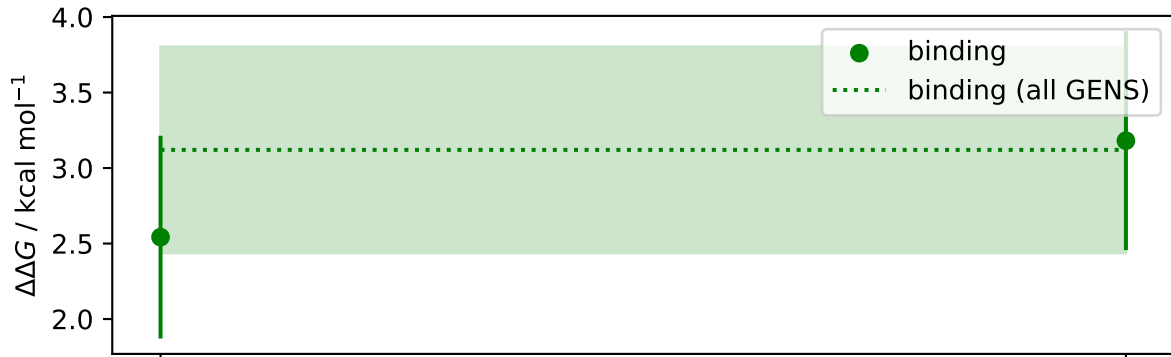 4.0
3.5
3.0
2.5
2.0
ΔΔG / kcal mol⁻¹
binding
binding (all GENS)